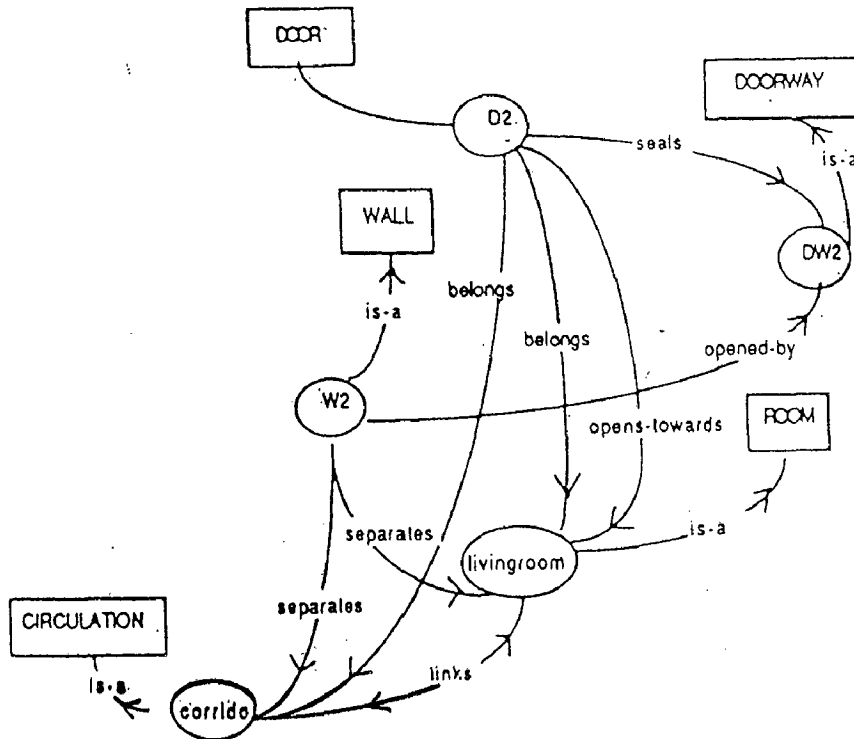 DOOR
D2
DOORWAY
seals
is-a
WALL
DW2
belongs
is-a
belongs
opened-by
W2
opens-towards
ROOM
separates
is-a
livingroom
separates
CIRCULATION
links
is-a
corrido